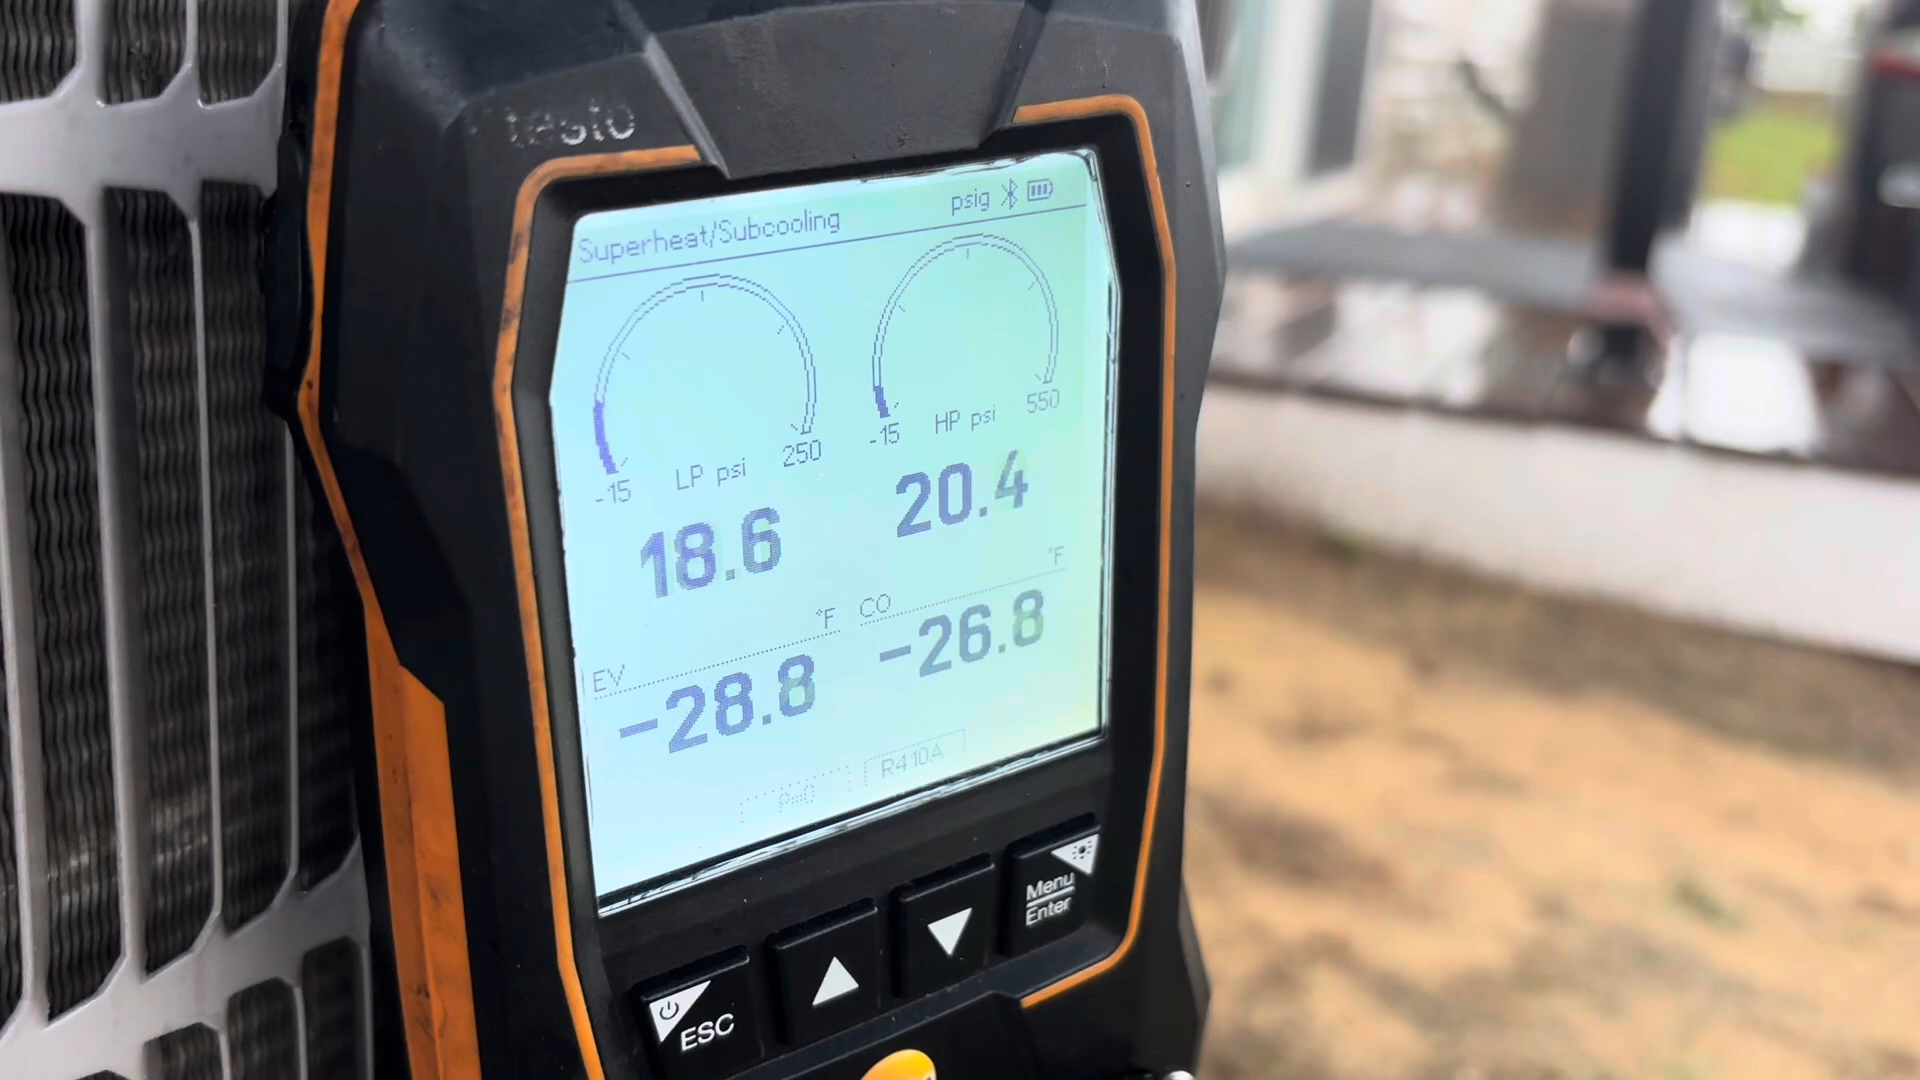 testo
Superheat/Subcooling psig
-15 LP psi 250
-15 HP psi 550
18.6
20.4
°F
°F
EV
CO
-28.8
-26.8
P=0
R410A
ESC
Menu
Enter